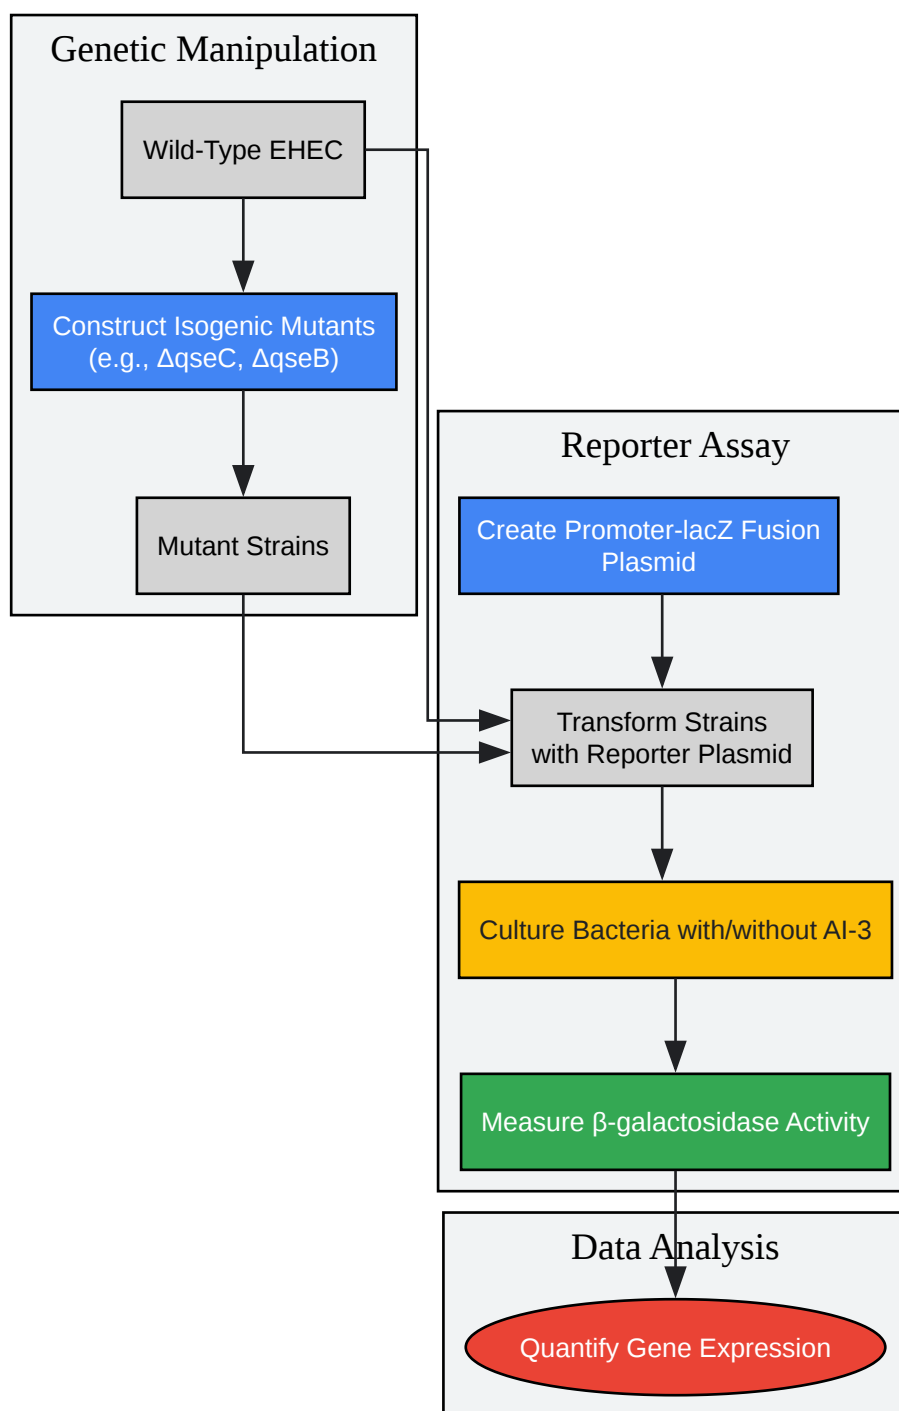 Genetic Manipulation
Wild-Type EHEC
Construct Isogenic Mutants
(e.g., ΔqseC, ΔqseB)
Mutant Strains
Reporter Assay
Create Promoter-lacZ Fusion
Plasmid
Transform Strains
with Reporter Plasmid
Culture Bacteria with/without AI-3
Measure β-galactosidase Activity
Data Analysis
Quantify Gene Expression